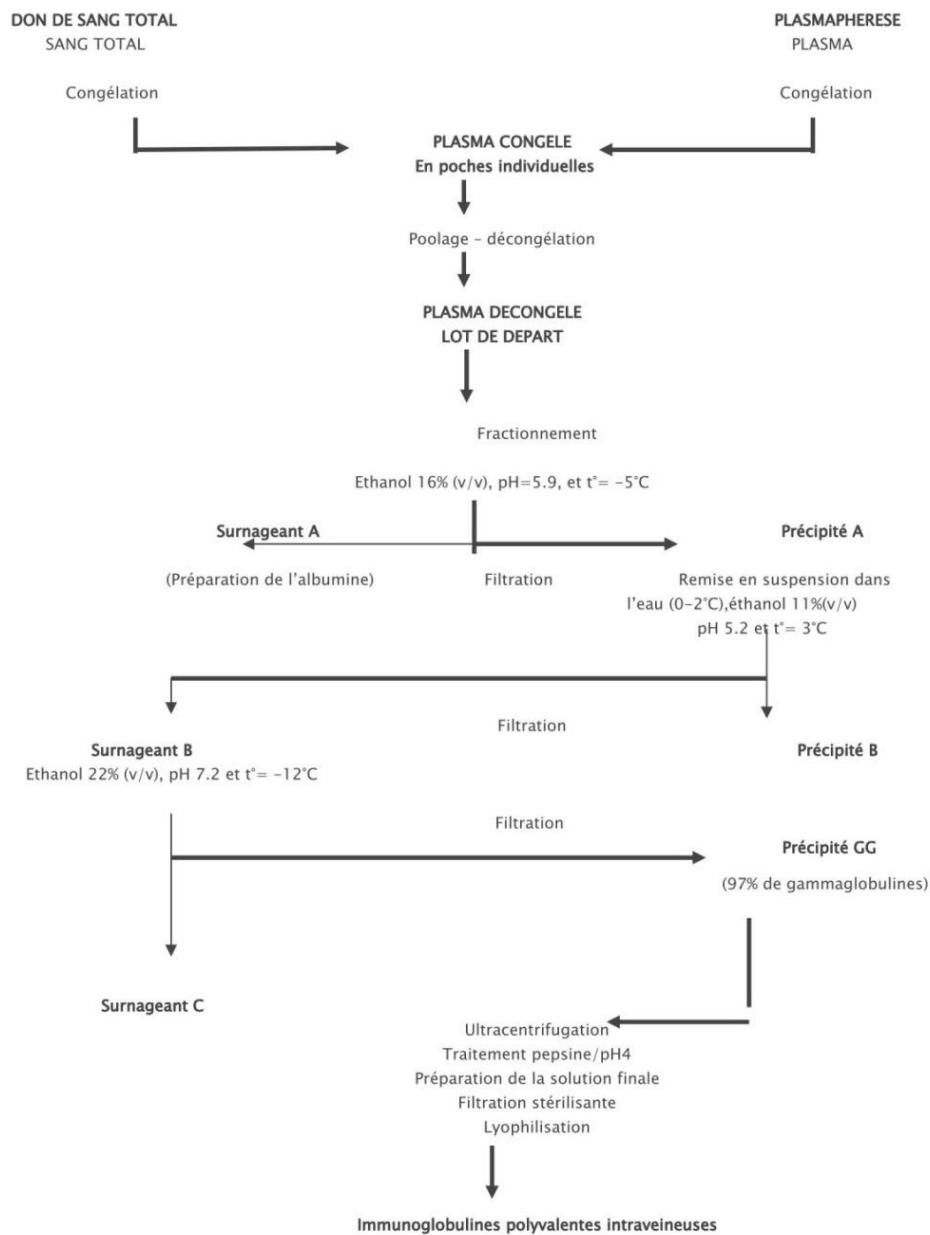 DON DE SANG TOTAL
SANG TOTAL
PLASMAPHERESE
PLASMA
Congélation
Congélation
PLASMA CONGELE
En poches individuelles
Poolage – décongélation
PLASMA DECONGELE
LOT DE DEPART
Fractionnement
Ethanol 16% (v/v), pH=5.9, et t°= -5°C
Surnageant A
Précipité A
(Préparation de l'albumine)
Filtration
Remise en suspension dans
l'eau (0-2°C),éthanol 11%(v/v)
pH 5.2 et t°= 3°C
Filtration
Surnageant B
Ethanol 22% (v/v), pH 7.2 et t°= -12°C
Précipité B
Filtration
Précipité GG
(97% de gammaglobulines)
Surnageant C
Ultracentrifugation
Traitement pepsine/pH4
Préparation de la solution finale
Filtration stérilisante
Lyophilisation
Immunoglobulines polyvalentes intraveineuses